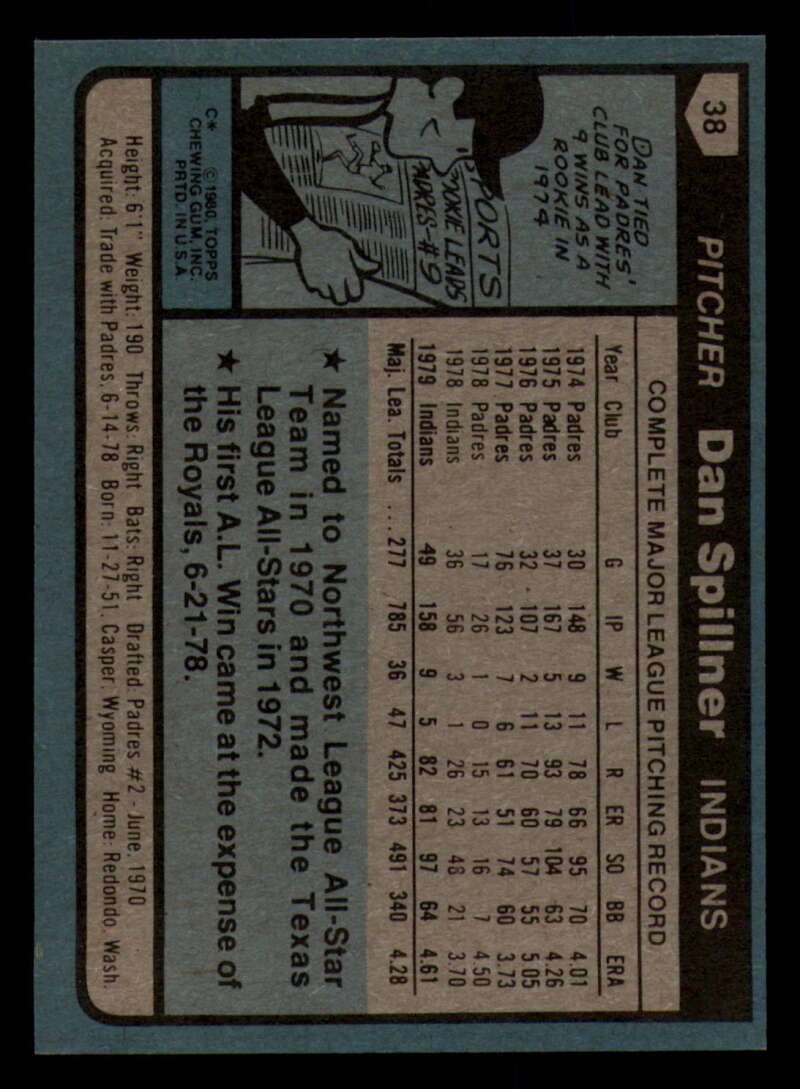 38
PITCHER Dan Spillner INDIANS
DAN TIED
FOR PADRES'
CLUB LEAD WITH
9 WINS AS A
ROOKIE IN
1974
SPORTS
ROOKIE LEADS
PADRES-#9
C* © 1980, TOPPS
CHEWING GUM, INC.
PRTD. IN U.S.A.
COMPLETE MAJOR LEAGUE PITCHING RECORD
Year Club G IP W L R ER SO BB ERA
1974 Padres 30 148 9 11 78 66 95 70 4.01
1975 Padres 37 167 5 13 93 79 104 63 4.26
1976 Padres 32 107 2 11 70 60 57 55 5.05
1977 Padres 76 123 7 6 61 51 74 60 3.73
1978 Padres 17 26 1 0 15 13 16 7 4.50
1978 Indians 36 56 3 1 26 23 48 21 3.70
1979 Indians 49 158 9 5 82 81 97 64 4.61
Maj. Lea. Totals ... 277 785 36 47 425 373 491 340 4.28
★ Named to Northwest League All-Star
Team in 1970 and made the Texas
League All-Stars in 1972.
★ His first A.L. Win came at the expense of
the Royals, 6-21-78.
Height: 6'1" Weight: 190 Throws: Right Bats: Right Drafted Padres #2 - June, 1970
Acquired: Trade with Padres, 6-14-78 Born: 11-27-51, Casper, Wyoming Home: Redondo, Wash.